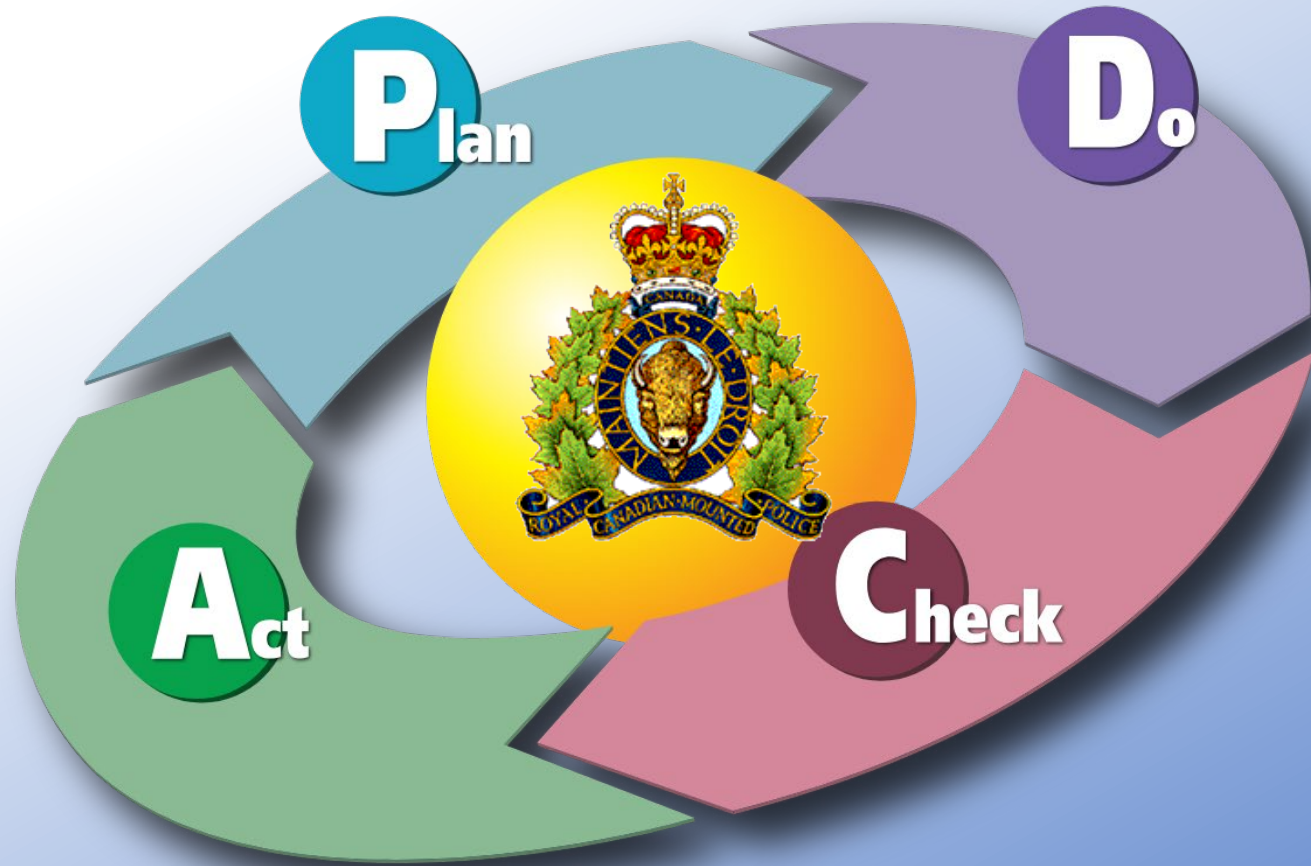 Plan
Do
CANADA
MAINTIENS·LE·DROIT
ROYAL·CANADIAN·MOUNTED·POLICE
Check
Act